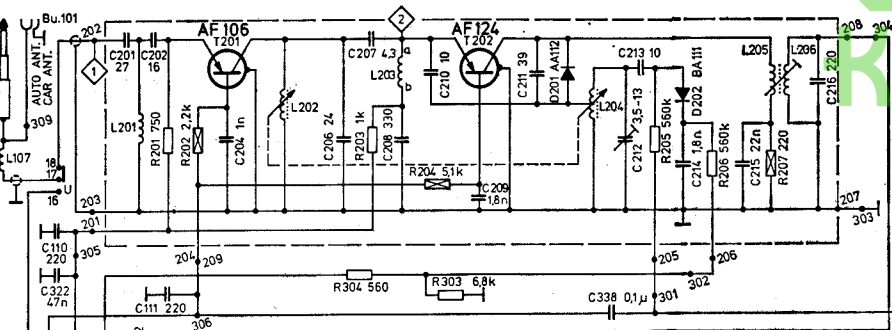 Bu.101
202
AUTO ANT.
CAR ANT.
309
L107
18
17
16
U
203
201
305
C110
220
C322
47n
1
C201
27
C202
16
L201
R201 750
R202 2,2k
AF 106
T201
C204 1n
L202
C206 24
C207 4,3
2
a
L203
b
R203 1k
C208 330
R204 5,1k
C209
1,8n
AF 124
T202
C210 10
C211 39
D201 AA112
L204
C213 10
3,5-13
C212
R205 560k
D202 BA111
C214 1,8n
R206 560k
C215 22n
R207 220
L205
L206
C216 220
208
304
207
303
204
209
C111 220
306
R304 560
R303 6,8k
205
206
302
301
C338 0,1µ